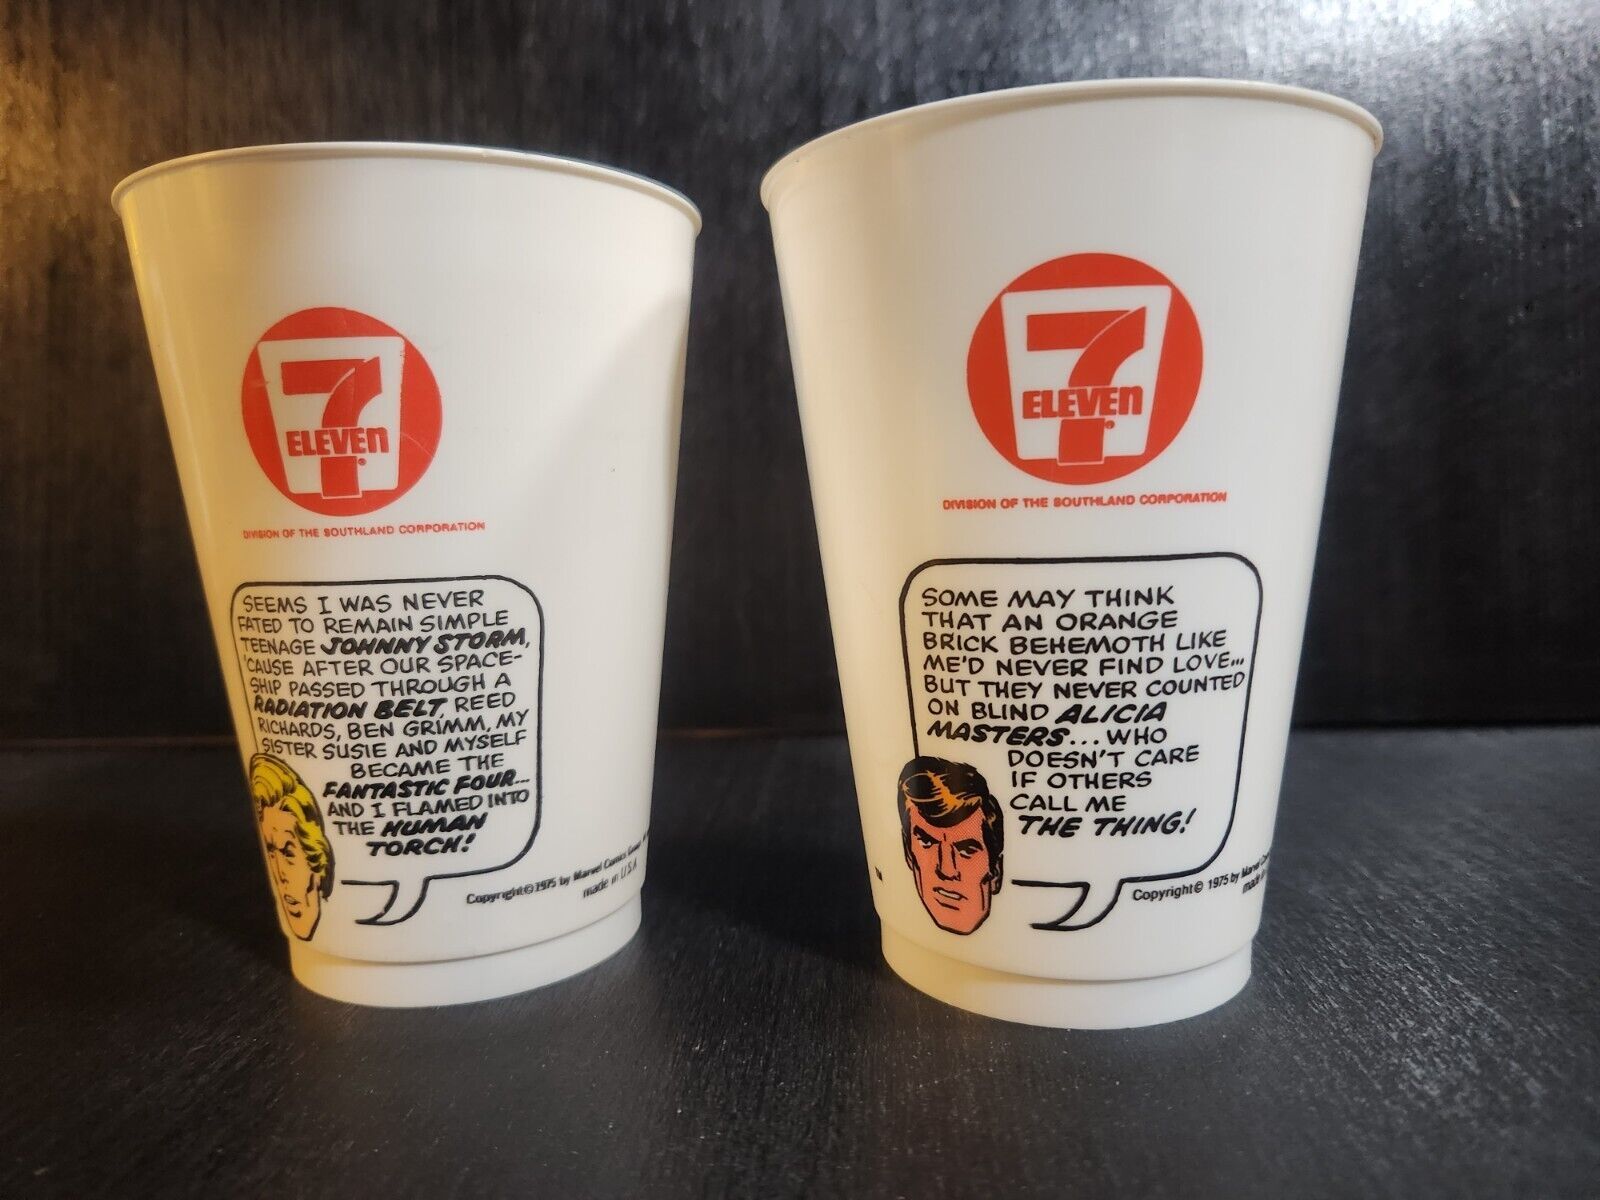 7
ELEVEn
®
DIVISION OF THE SOUTHLAND CORPORATION
SEEMS I WAS NEVER
FATED TO REMAIN SIMPLE
TEENAGE JOHNNY STORM,
'CAUSE AFTER OUR SPACE-
SHIP PASSED THROUGH A
RADIATION BELT, REED
RICHARDS, BEN GRIMM, MY
SISTER SUSIE AND MYSELF
BECAME THE
FANTASTIC FOUR...
AND I FLAMED INTO
THE HUMAN
TORCH!
Copyright © 1975 by Marvel Comics Group
made in U.S.A
7
ELEVEn
®
DIVISION OF THE SOUTHLAND CORPORATION
SOME MAY THINK
THAT AN ORANGE
BRICK BEHEMOTH LIKE
ME'D NEVER FIND LOVE...
BUT THEY NEVER COUNTED
ON BLIND ALICIA
MASTERS... WHO
DOESN'T CARE
IF OTHERS
CALL ME
THE THING!
TM
Copyright © 1975 by Marvel
made